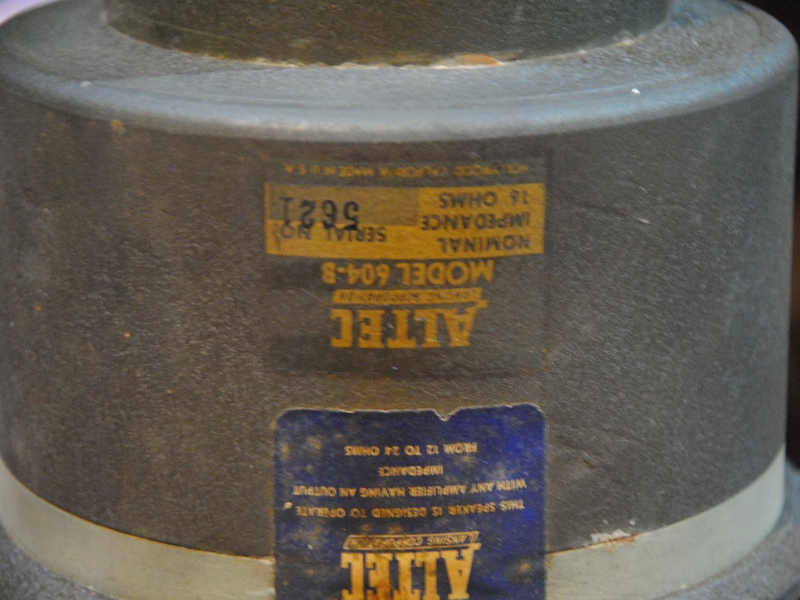 ALTEC
LANSING CORPORATION
THIS SPEAKER IS DESIGNED TO OPERATE
WITH ANY AMPLIFIER HAVING AN OUTPUT
IMPEDANCE
FROM 12 TO 24 OHMS
ALTEC
LANSING CORPORATION
MODEL 604-B
NOMINAL
IMPEDANCE
16 OHMS
SERIAL NO.
5621
HOLLYWOOD, CALIFORNIA MADE IN U.S.A.